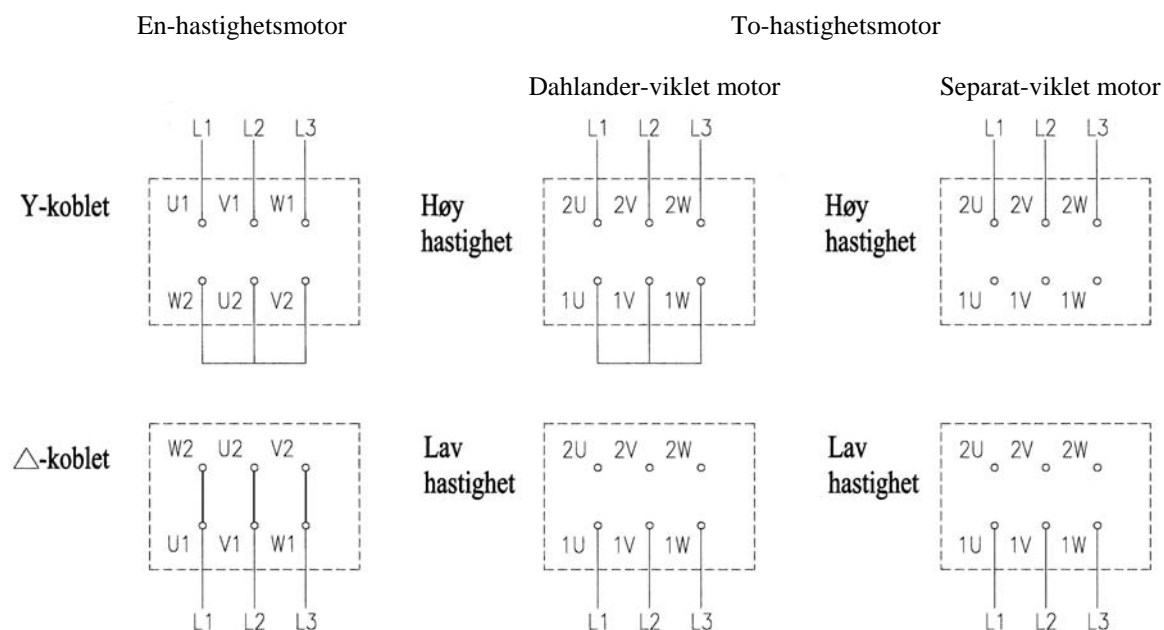 En-hastighetsmotor To-hastighetsmotor
Dahlander-viklet motor Separat-viklet motor
L1 L2 L3 L1 L2 L3 L1 L2 L3
Y-koblet U1 V1 W1 Høy 2U 2V 2W Høy 2U 2V 2W
hastighet hastighet
W2 U2 V2 1U 1V 1W 1U 1V 1W
△-koblet W2 U2 V2 Lav 2U 2V 2W Lav 2U 2V 2W
hastighet hastighet
U1 V1 W1 1U 1V 1W 1U 1V 1W
L1 L2 L3 L1 L2 L3 L1 L2 L3